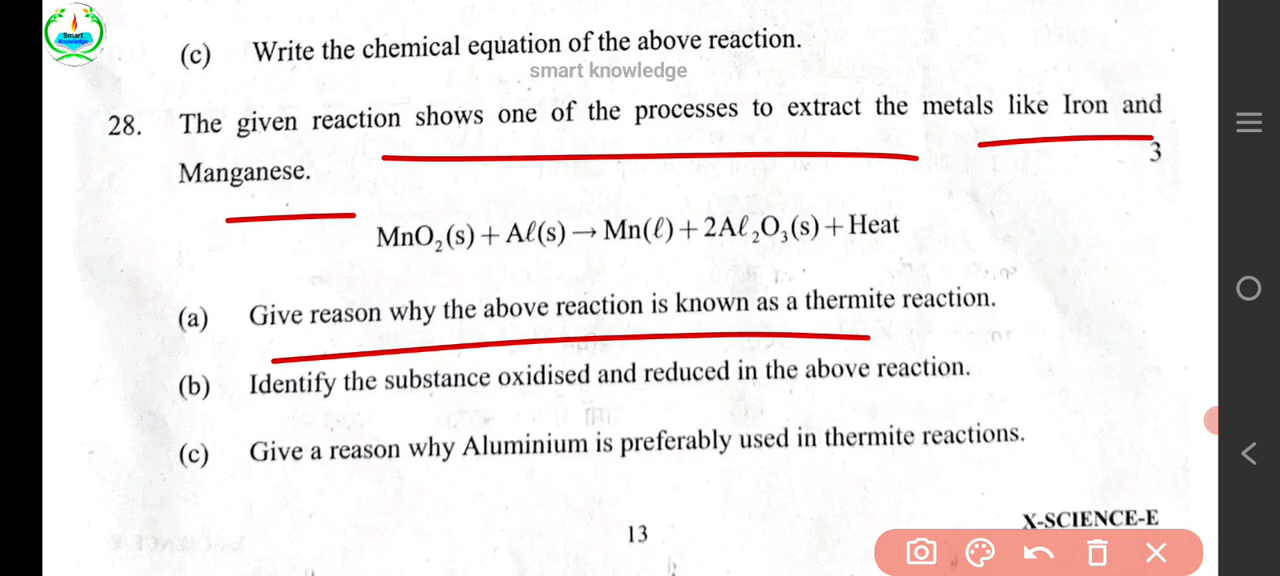 Smart
Knowledge
(c) Write the chemical equation of the above reaction.
smart knowledge
28. The given reaction shows one of the processes to extract the metals like Iron and
Manganese. 3
MnO₂(s) + Aℓ(s) → Mn(ℓ) + 2Aℓ₂O₃(s) + Heat
(a) Give reason why the above reaction is known as a thermite reaction.
(b) Identify the substance oxidised and reduced in the above reaction.
(c) Give a reason why Aluminium is preferably used in thermite reactions.
X-SCIENCE-E
13